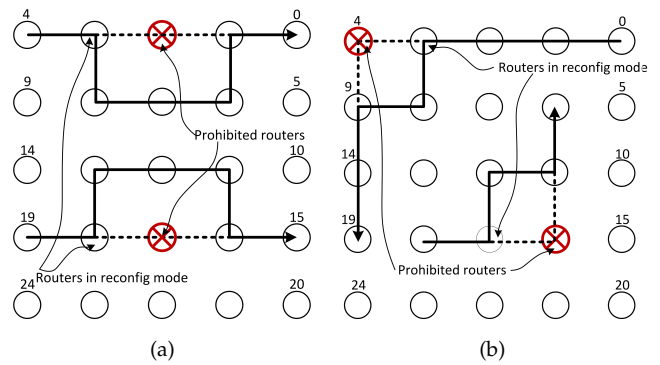 4 0
9 5
Prohibited routers
14 10
19 15
Routers in reconfig mode
24 20
(a)
4 0
Routers in reconfig mode
9 5
14 10
19 15
Prohibited routers
24 20
(b)